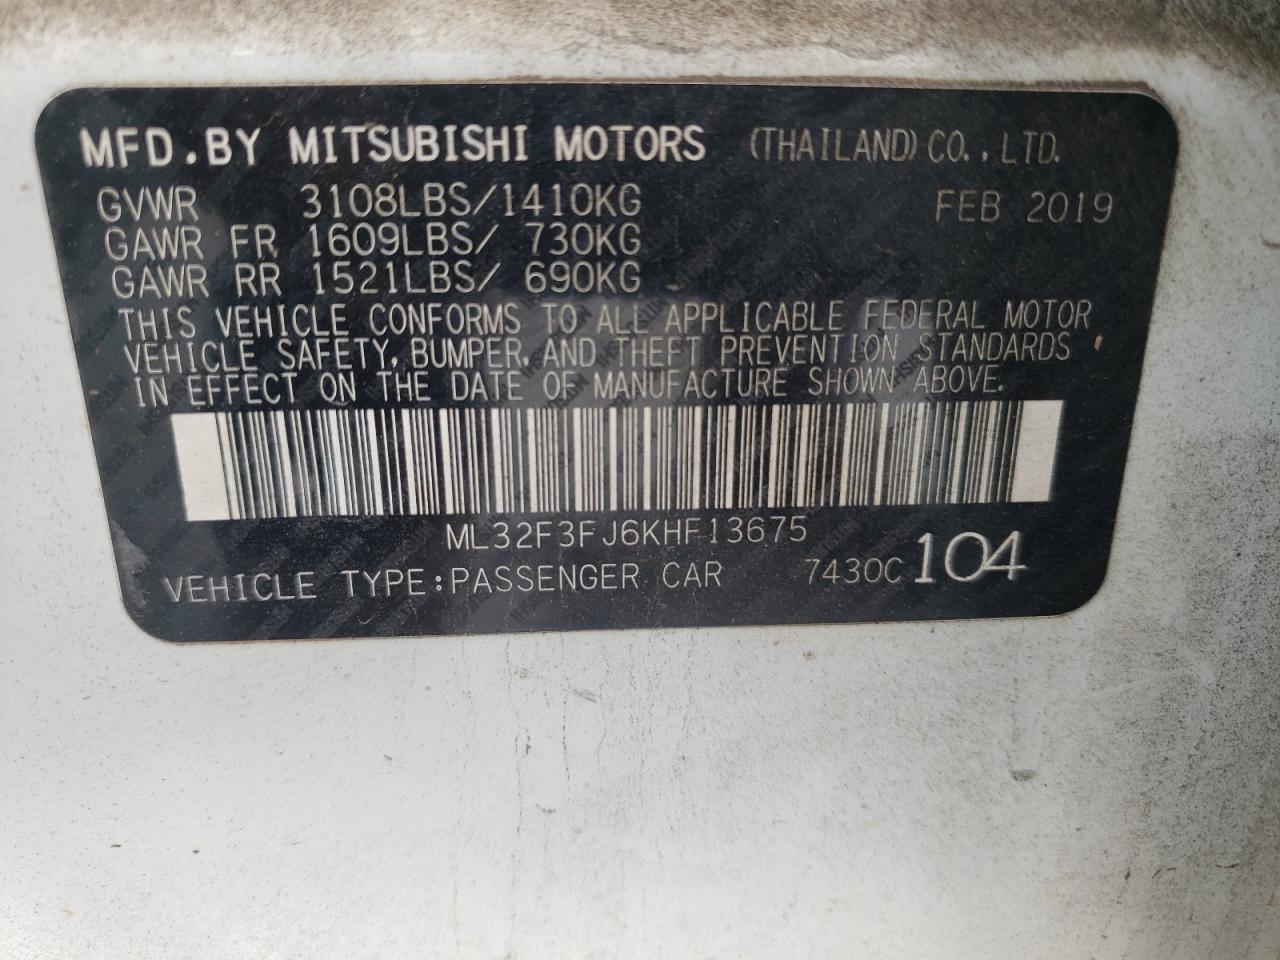 MFD.BY MITSUBISHI MOTORS (THAILAND) CO.,LTD.
GVWR 3108LBS/1410KG FEB 2019
GAWR FR 1609LBS/ 730KG
GAWR RR 1521LBS/ 690KG
THIS VEHICLE CONFORMS TO ALL APPLICABLE FEDERAL MOTOR
VEHICLE SAFETY, BUMPER, AND THEFT PREVENTION STANDARDS
IN EFFECT ON THE DATE OF MANUFACTURE SHOWN ABOVE.
ML32F3FJ6KHF13675
VEHICLE TYPE:PASSENGER CAR 7430C 104